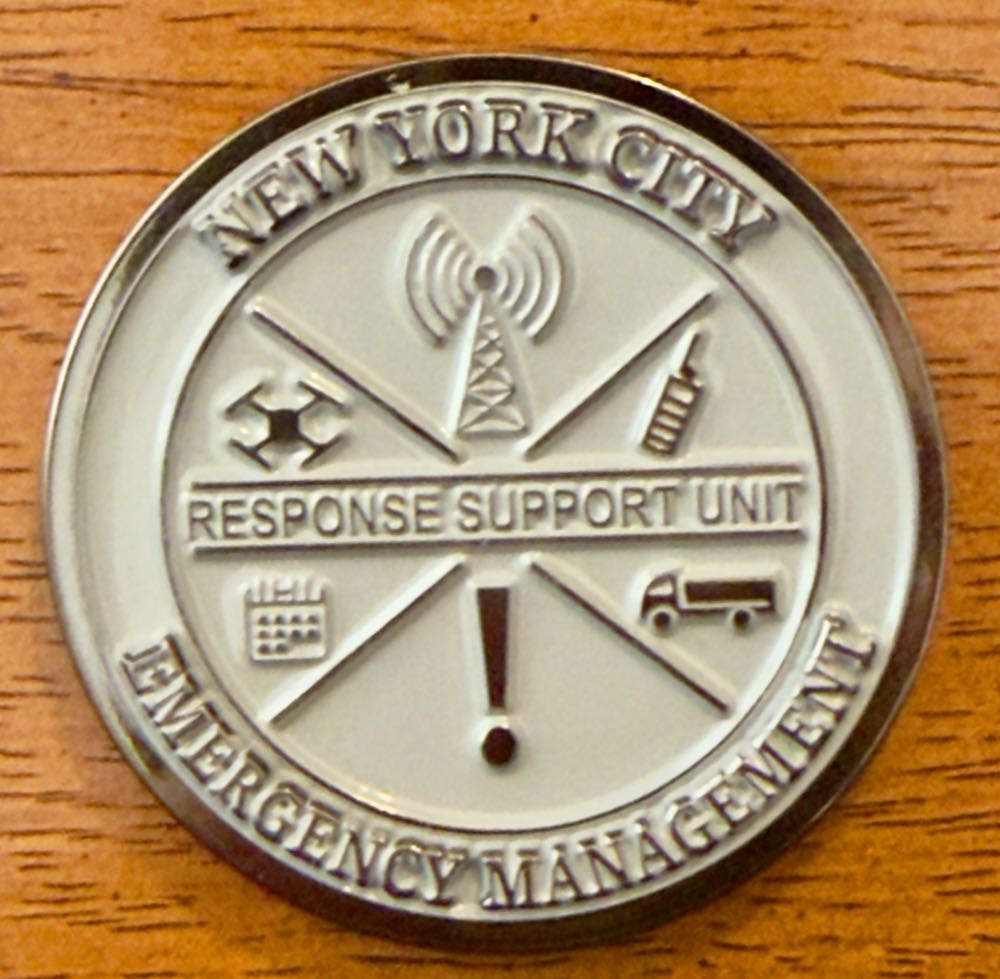 NEW YORK CITY
RESPONSE SUPPORT UNIT
EMERGENCY MANAGEMENT